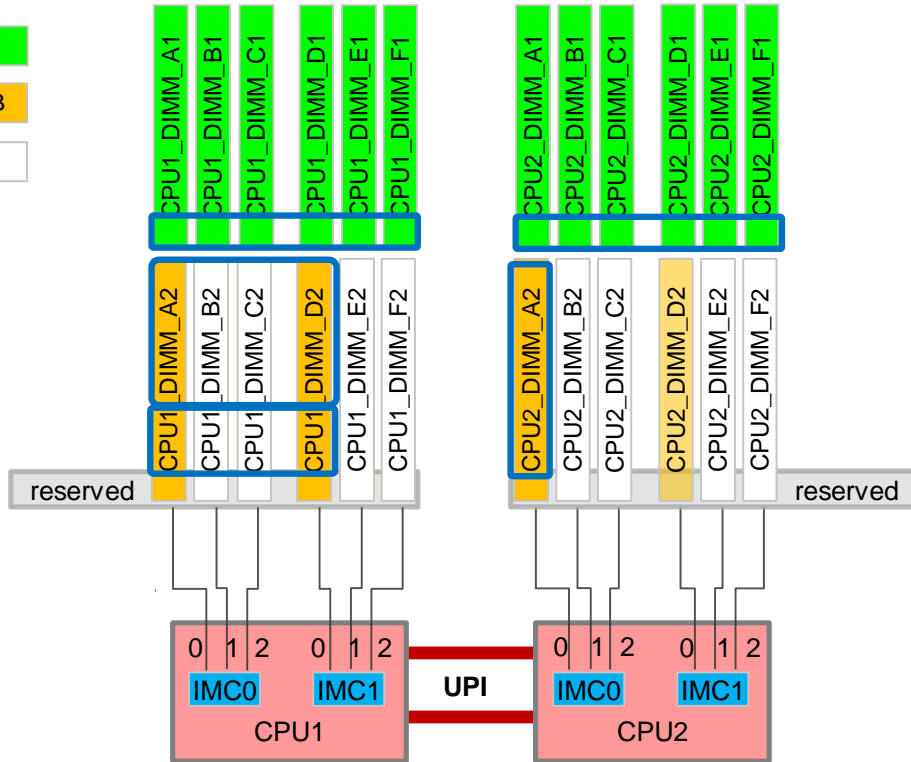 CPU1_DIMM_A1
CPU1_DIMM_B1
CPU1_DIMM_C1
CPU1_DIMM_D1
CPU1_DIMM_E1
CPU1_DIMM_F1
CPU2_DIMM_A1
CPU2_DIMM_B1
CPU2_DIMM_C1
CPU2_DIMM_D1
CPU2_DIMM_E1
CPU2_DIMM_F1
CPU1_DIMM_A2
CPU1_DIMM_B2
CPU1_DIMM_C2
CPU1_DIMM_D2
CPU1_DIMM_E2
CPU1_DIMM_F2
CPU2_DIMM_A2
CPU2_DIMM_B2
CPU2_DIMM_C2
CPU2_DIMM_D2
CPU2_DIMM_E2
CPU2_DIMM_F2
reserved
reserved
0 1 2 0 1 2
IMC0 IMC1
CPU1
UPI
0 1 2 0 1 2
IMC0 IMC1
CPU2